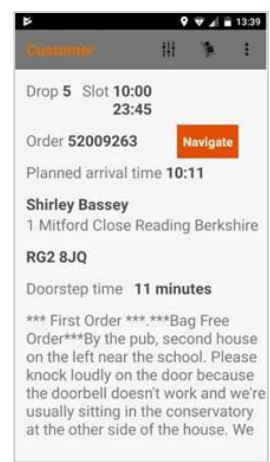 13:39
Customer
Drop 5 Slot 10:00
23:45
Order 52009263 Navigate
Planned arrival time 10:11
Shirley Bassey
1 Mitford Close Reading Berkshire
RG2 8JQ
Doorstep time 11 minutes
*** First Order ***.***Bag Free
Order***By the pub, second house
on the left near the school. Please
knock loudly on the door because
the doorbell doesn't work and we're
usually sitting in the conservatory
at the other side of the house. We